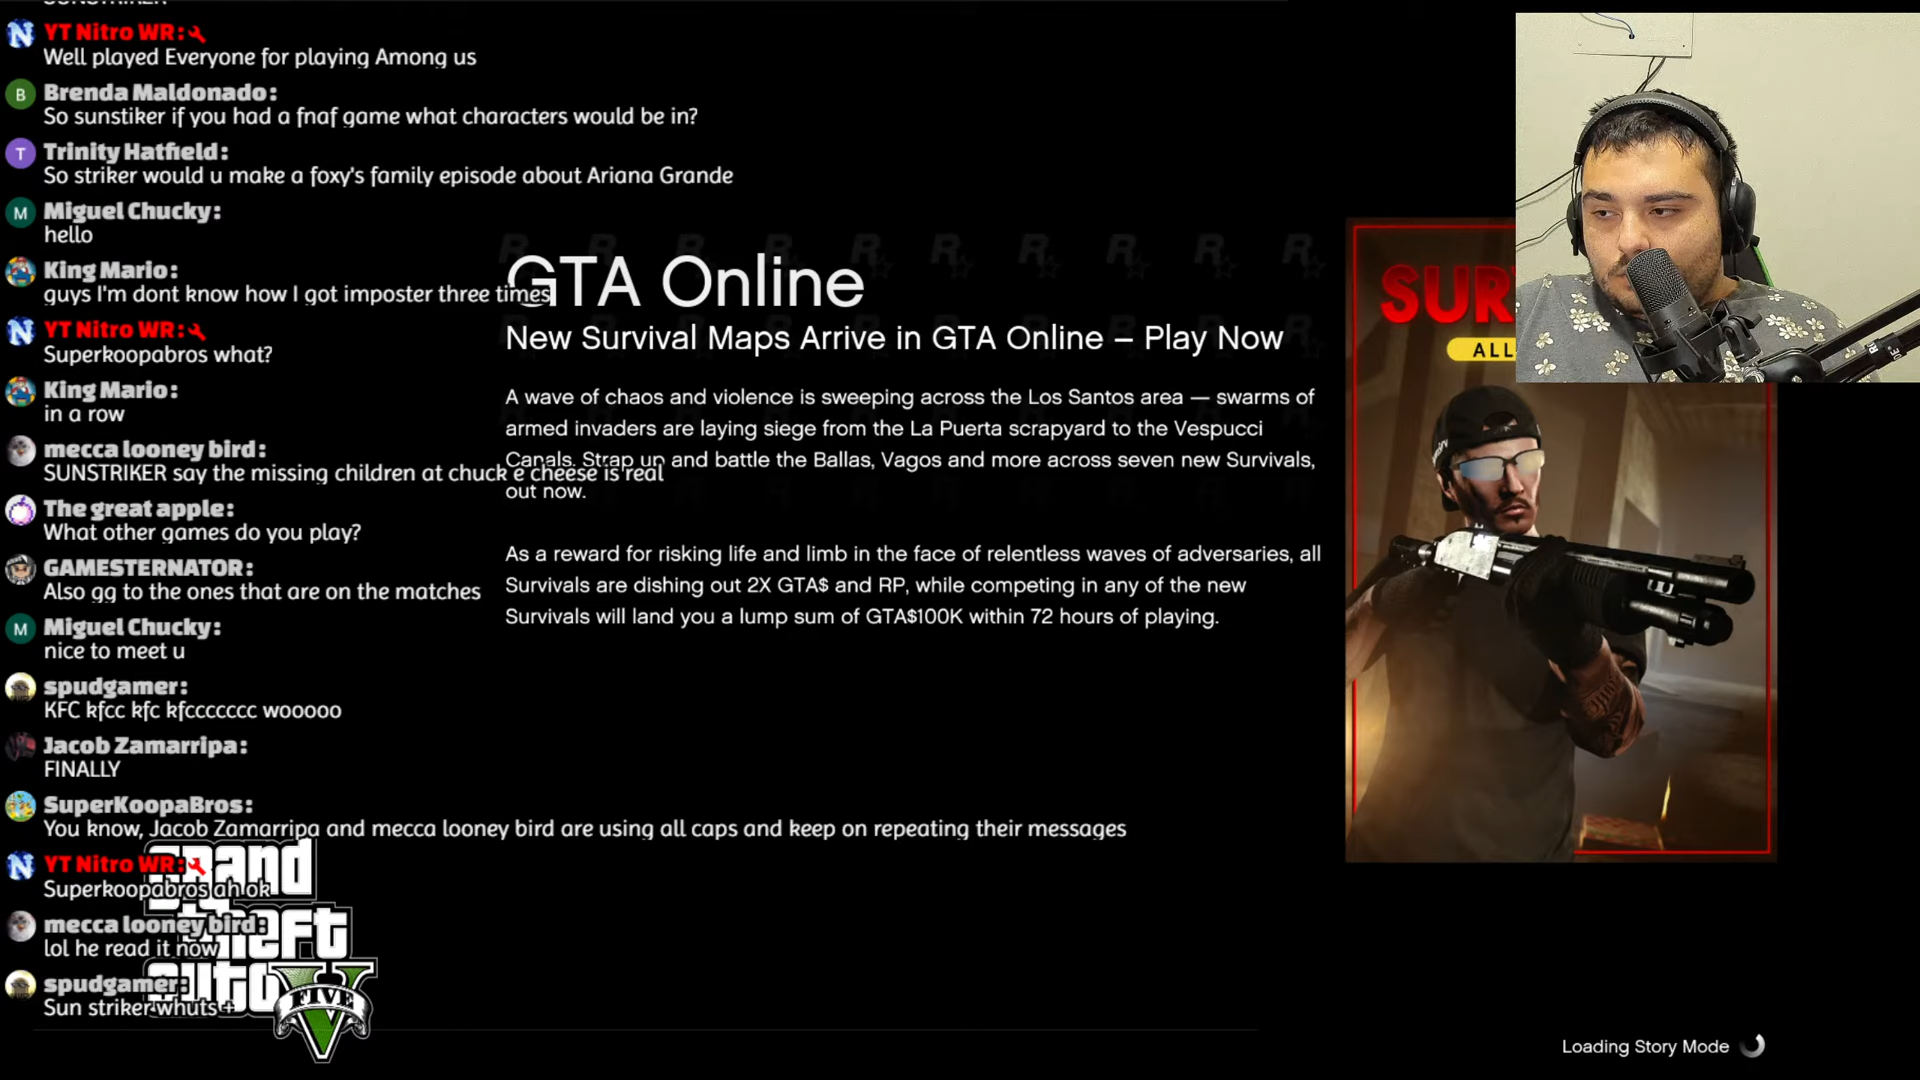 SUNSTRIKER
YT Nitro WR:
Well played Everyone for playing Among us
B
Brenda Maldonado:
So sunstiker if you had a fnaf game what characters would be in?
T
Trinity Hatfield:
So striker would u make a foxy's family episode about Ariana Grande
M
Miguel Chucky:
hello
King Mario:
guys I'm dont know how I got imposter three times
YT Nitro WR:
Superkoopabros what?
King Mario:
in a row
mecca looney bird:
SUNSTRIKER say the missing children at chuck e cheese is real
The great apple:
What other games do you play?
GAMESTERNATOR:
Also gg to the ones that are on the matches
M
Miguel Chucky:
nice to meet u
spudgamer:
KFC kfcc kfc kfccccccc wooooo
Jacob Zamarripa:
FINALLY
SuperKoopaBros:
You know, Jacob Zamarripa and mecca looney bird are using all caps and keep on repeating their messages
YT Nitro WR:
Superkoopabros ah ok
mecca looney bird:
lol he read it now
spudgamer:
Sun striker whuts +
GTA Online
New Survival Maps Arrive in GTA Online – Play Now
A wave of chaos and violence is sweeping across the Los Santos area — swarms of
armed invaders are laying siege from the La Puerta scrapyard to the Vespucci
Canals. Strap up and battle the Ballas, Vagos and more across seven new Survivals,
out now.
As a reward for risking life and limb in the face of relentless waves of adversaries, all
Survivals are dishing out 2X GTA$ and RP, while competing in any of the new
Survivals will land you a lump sum of GTA$100K within 72 hours of playing.
SUR
ALL
grand
theft
auto
V
FIVE
Loading Story Mode